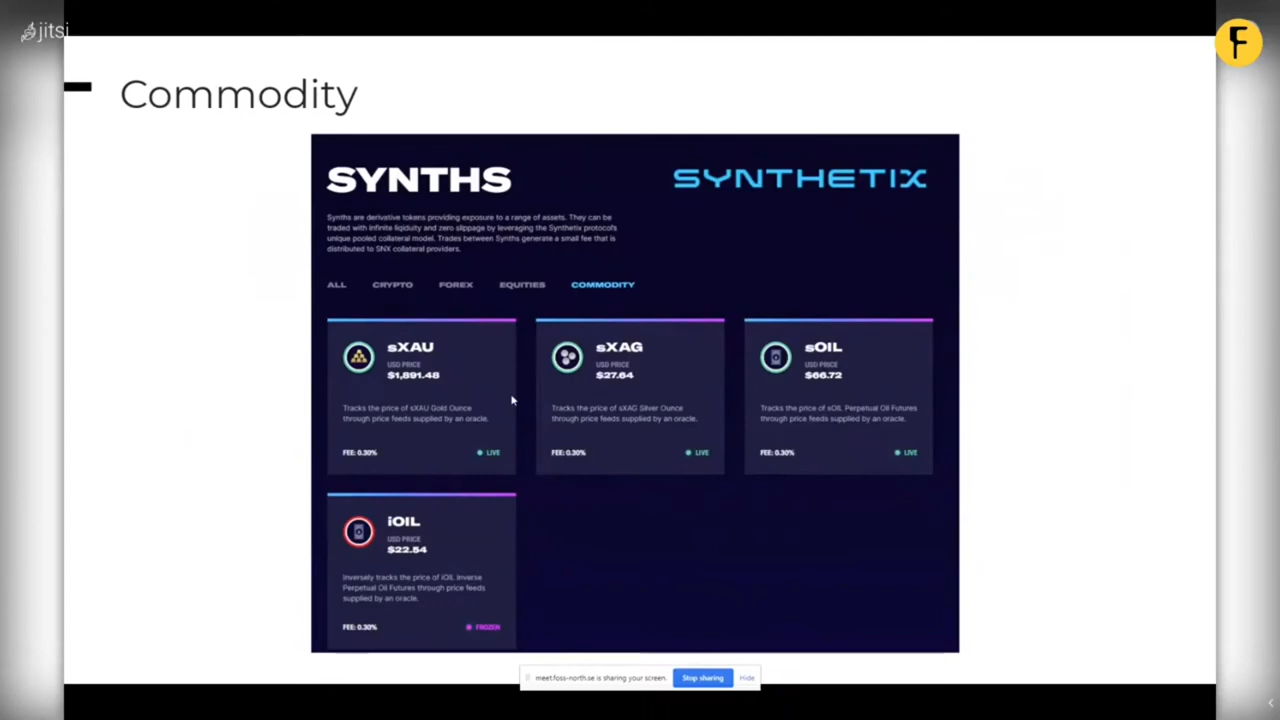 jitsi
F
Commodity
SYNTHS
SYNTHETIX
Synths are derivative tokens providing exposure to a range of assets. They can be
traded with infinite liqiduity and zero slippage by leveraging the Synthetix protocol's
unique pooled collateral model. Trades between Synths generate a small fee that is
distributed to SNX collateral providers.
ALL CRYPTO FOREX EQUITIES COMMODITY
sXAU
USD PRICE
$1,891.48
Tracks the price of sXAU Gold Ounce
through price feeds supplied by an oracle.
FEE: 0.30% LIVE
sXAG
USD PRICE
$27.64
Tracks the price of sXAG Silver Ounce
through price feeds supplied by an oracle.
FEE: 0.30% LIVE
sOIL
USD PRICE
$66.72
Tracks the price of sOIL Perpetual Oil Futures
through price feeds supplied by an oracle.
FEE: 0.30% LIVE
iOIL
USD PRICE
$22.54
Inversely tracks the price of iOIL Inverse
Perpetual Oil Futures through price feeds
supplied by an oracle.
FEE: 0.30% FROZEN
meet.foss-north.se is sharing your screen. Stop sharing Hide